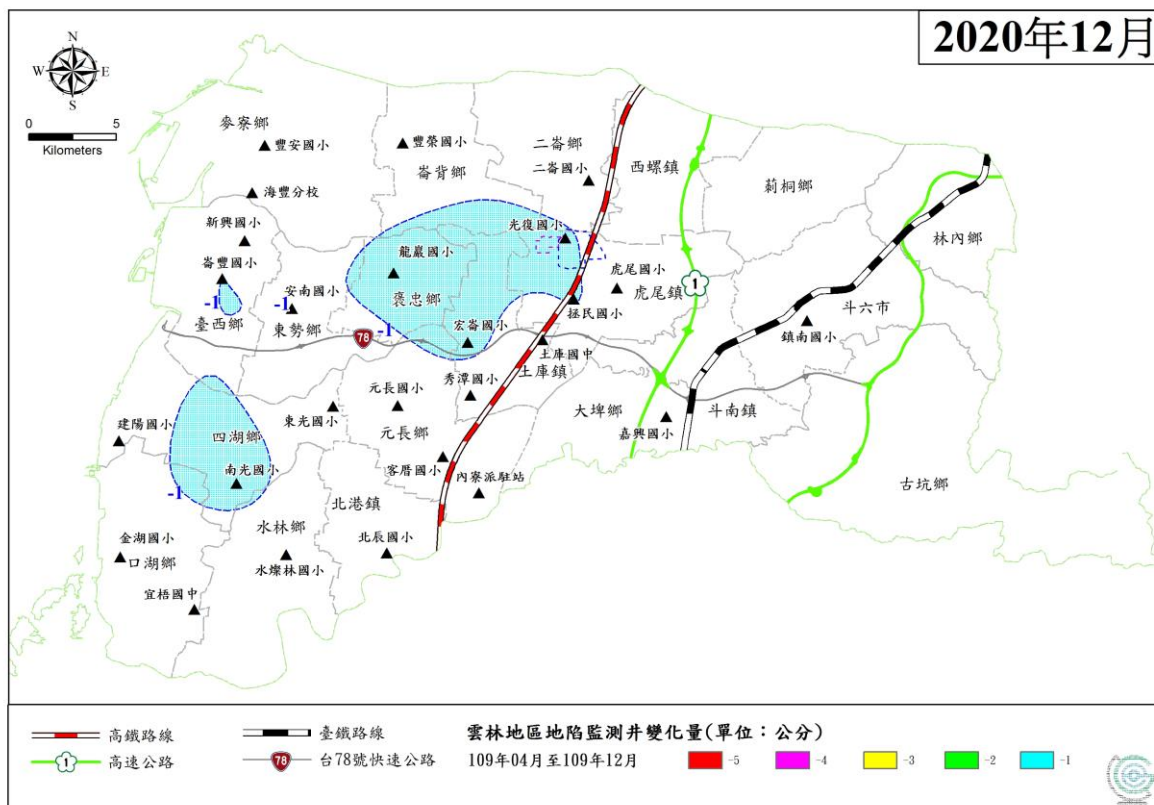 2020年12月
N
W
E
S
0
5
Kilometers
麥寮鄉
豐安國小
豐榮國小
崙背鄉
二崙鄉
二崙國小
西螺鎮
莿桐鄉
林內鄉
海豐分校
新興國小
崙豐國小
-1
臺西鄉
安南國小
-1
東勢鄉
龍巖國小
褒忠鄉
-1
光復國小
虎尾國小
虎尾鎮
拯民國小
1
斗六市
鎮南國小
78
宏崙國小
土庫國中
土庫鎮
秀潭國小
元長國小
元長鄉
東光國小
大埤鄉
嘉興國小
斗南鎮
古坑鄉
建陽國小
四湖鄉
南光國小
-1
客厝國小
內寮派駐站
北港鎮
北辰國小
水林鄉
水燦林國小
金湖國小
口湖鄉
宜梧國中
高鐵路線
臺鐵路線
1
高速公路
78
台78號快速公路
雲林地區地陷監測井變化量(單位：公分)
109年04月至109年12月
-5
-4
-3
-2
-1